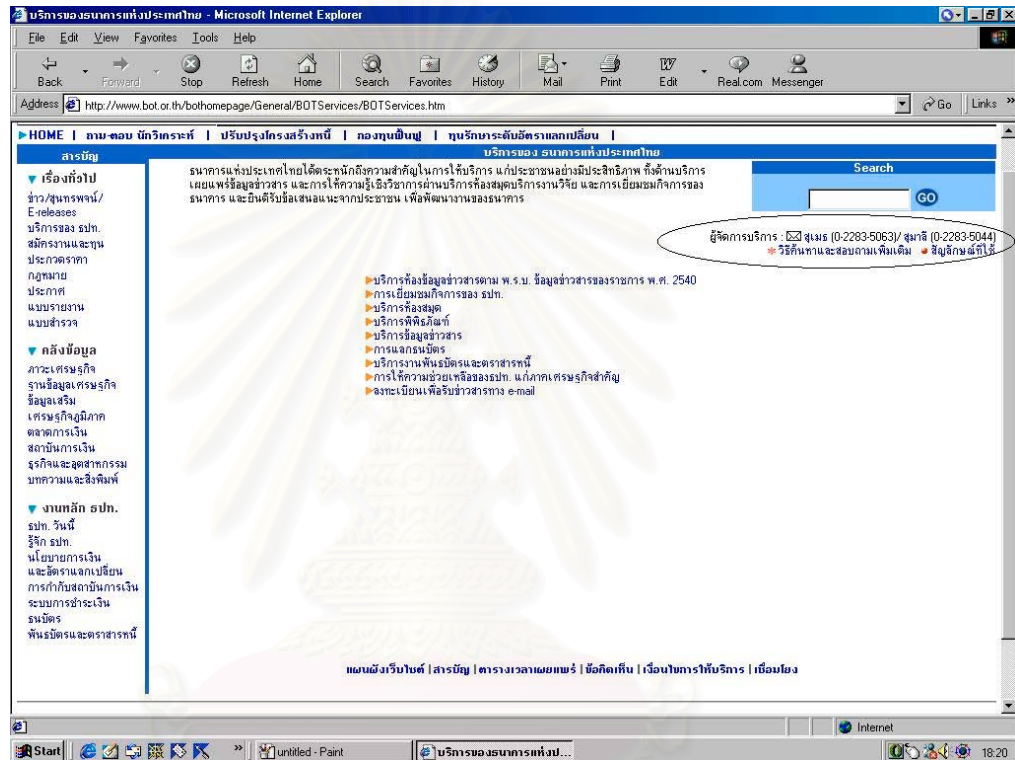 บริการของธนาคารแห่งประเทศไทย - Microsoft Internet Explorer
File Edit View Favorites Tools Help
Back Forward Stop Refresh Home Search Favorites History Mail Print Edit Real.com Messenger
Address http://www.bot.or.th/bothomepage/General/BOTServices/BOTServices.htm Go Links »
HOME | ถาม-ตอบ นักวิเคราะห์ | ปรับปรุงโครงสร้างหนี้ | กองทุนฟื้นฟู | ทุนรักษาระดับอัตราแลกเปลี่ยน |
สารบัญ
บริการของ ธนาคารแห่งประเทศไทย
ธนาคารแห่งประเทศไทยได้ตระหนักถึงความสำคัญในการให้บริการ แก่ประชาชนอย่างมีประสิทธิภาพ ทั้งด้านบริการ
เผยแพร่ข้อมูลข่าวสาร และการให้ความรู้เชิงวิชาการผ่านบริการห้องสมุดบริการงานวิจัย และการเยี่ยมชมกิจการของ
ธนาคาร และยินดีรับข้อเสนอแนะจากประชาชน เพื่อพัฒนางานของธนาคาร
Search
GO
ผู้จัดการบริการ : สุเมธ (0-2283-5063)/ สุมาลี (0-2283-5044)
วิธีค้นหาและสอบถามเพิ่มเติม สัญลักษณ์ที่ใช้
เรื่องทั่วไป
ข่าว/สุนทรพจน์/
E-releases
บริการของ ธปท.
สมัครงานและทุน
ประกวดราคา
กฎหมาย
ประกาศ
แบบรายงาน
แบบสำรวจ
คลังข้อมูล
ภาวะเศรษฐกิจ
ฐานข้อมูลเศรษฐกิจ
ข้อมูลเสริม
เศรษฐกิจภูมิภาค
ตลาดการเงิน
สถาบันการเงิน
ธุรกิจและอุตสาหกรรม
บทความและสิ่งพิมพ์
งานหลัก ธปท.
ธปท. วันนี้
รู้จัก ธปท.
นโยบายการเงิน
และอัตราแลกเปลี่ยน
การกำกับสถาบันการเงิน
ระบบการชำระเงิน
ธนบัตร
พันธบัตรและตราสารหนี้
บริการห้องข้อมูลข่าวสารตาม พ.ร.บ. ข้อมูลข่าวสารของราชการ พ.ศ. 2540
การเยี่ยมชมกิจการของ ธปท.
บริการห้องสมุด
บริการพิพิธภัณฑ์
บริการข้อมูลข่าวสาร
การแลกธนบัตร
บริการงานพันธบัตรและตราสารหนี้
การให้ความช่วยเหลือของธปท. แก่ภาคเศรษฐกิจสำคัญ
ลงทะเบียนเพื่อรับข่าวสารทาง e-mail
แผนผังเว็บไซต์ | สารบัญ | ตารางเวลาเผยแพร่ | ข้อคิดเห็น | เงื่อนไขการให้บริการ | เชื่อมโยง
Internet
Start » untitled - Paint บริการของธนาคารแห่งป... 18:20